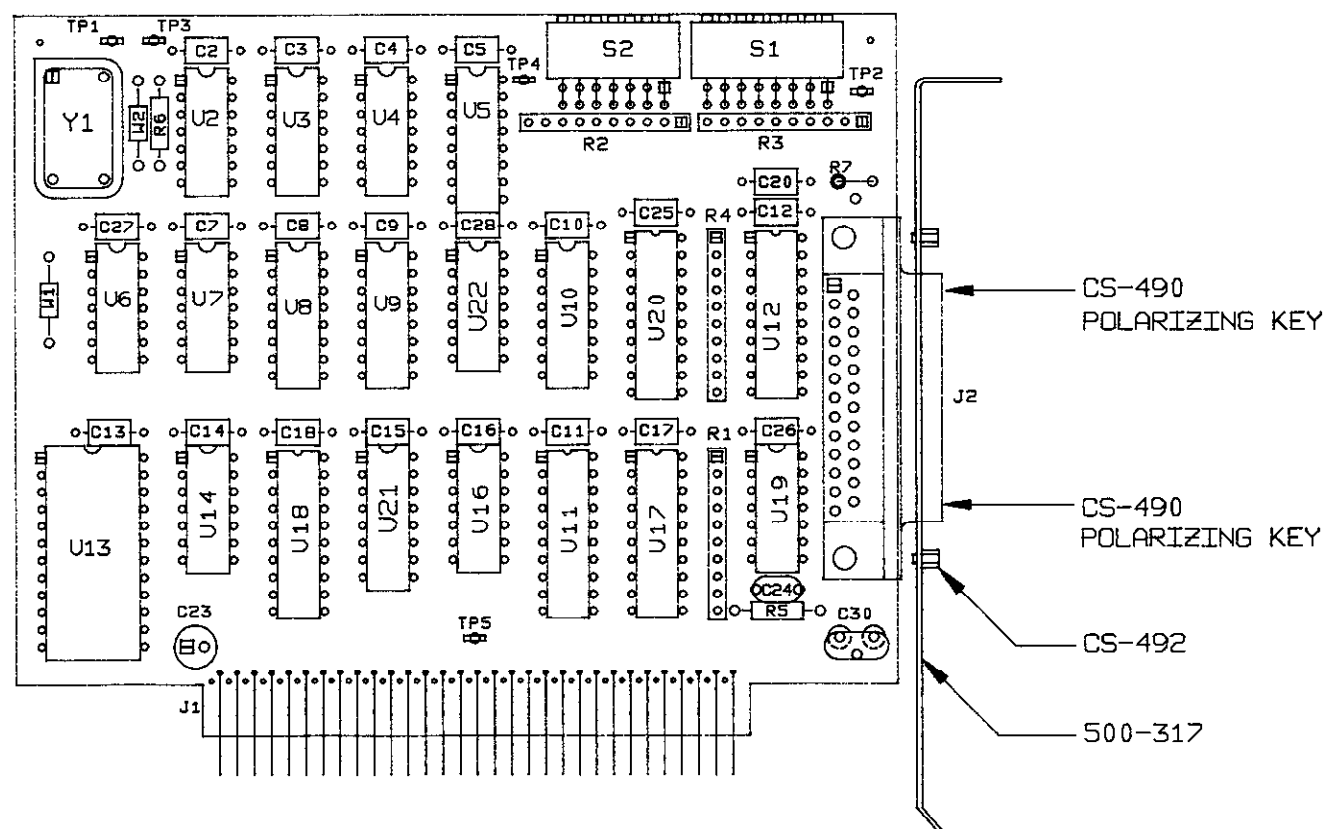 TP1 TP3
C2 C3 C4 C5 S2 S1
TP4 TP2
Y1 W2 R6 U2 U3 U4 U5
R2 R3
C20 R7
C27 C7 C8 C9 C28 C10 C25 R4 C12
W1 U6 U7 U8 U9 U22 U10 U20 U12
CS-490
POLARIZING KEY
J2
C13 C14 C18 C15 C16 C11 C17 R1 C26
U13 U14 U18 U21 U16 U11 U17 U19
CS-490
POLARIZING KEY
C24
C23 TP5 R5 C30
CS-492
J1
500-317